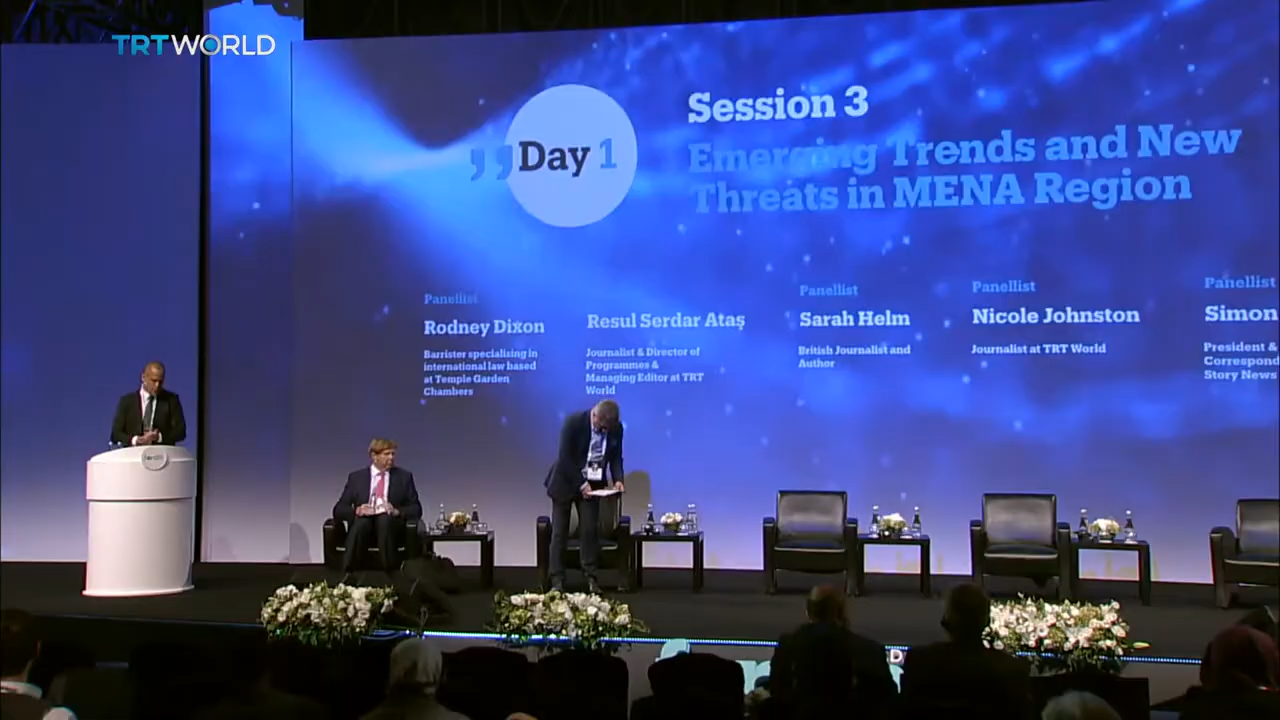 TRT WORLD
Day 1
Session 3
Emerging Trends and New
Threats in MENA Region
Panellist
Rodney Dixon
Barrister specialising in
international law based
at Temple Garden
Chambers
Resul Serdar Ataş
Journalist & Director of
Programmes &
Managing Editor at TRT
World
Panellist
Sarah Helm
British Journalist and
Author
Panellist
Nicole Johnston
Journalist at TRT World
Panellist
Simon
President &
Correspond
Story News